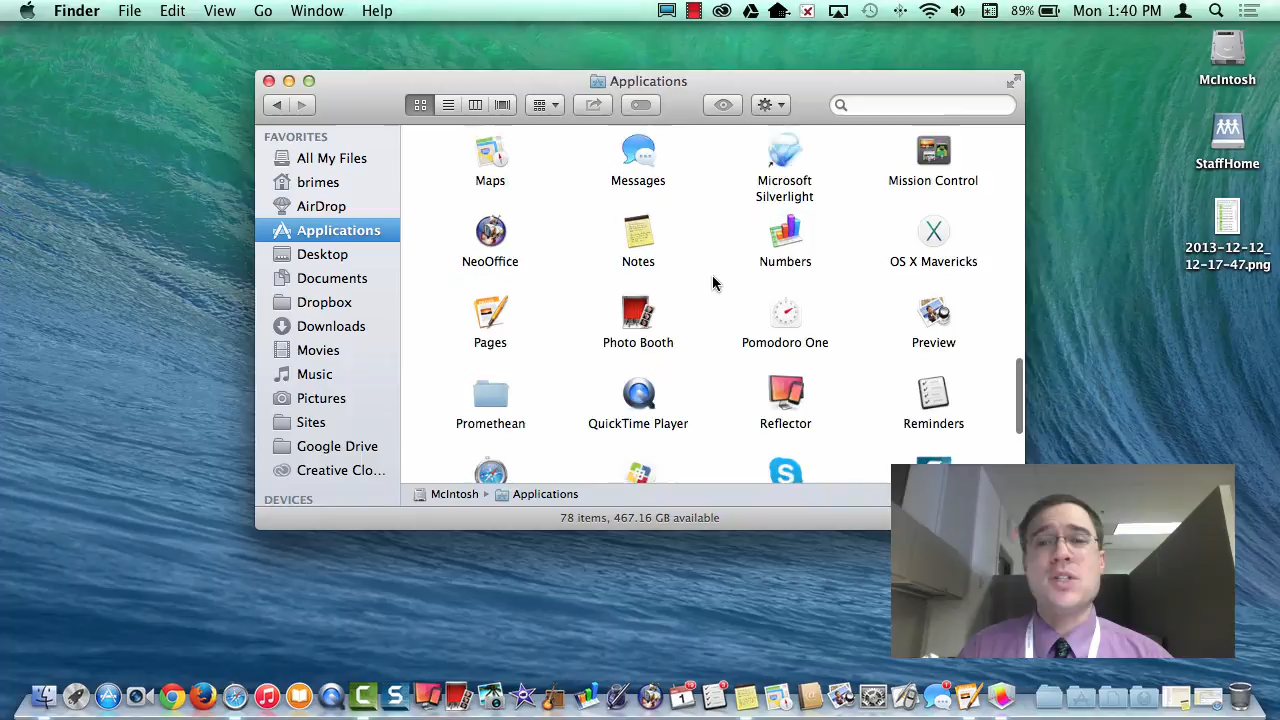 Finder File Edit View Go Window Help
89% Mon 1:40 PM
McIntosh
StaffHome
2013-12-12_
12-17-47.png
Applications
FAVORITES
All My Files
brimes
AirDrop
Applications
Desktop
Documents
Dropbox
Downloads
Movies
Music
Pictures
Sites
Google Drive
Creative Clo...
DEVICES
Maps Messages Microsoft Mission Control
Silverlight
NeoOffice Notes Numbers OS X Mavericks
Pages Photo Booth Pomodoro One Preview
Promethean QuickTime Player Reflector Reminders
McIntosh Applications
78 items, 467.16 GB available